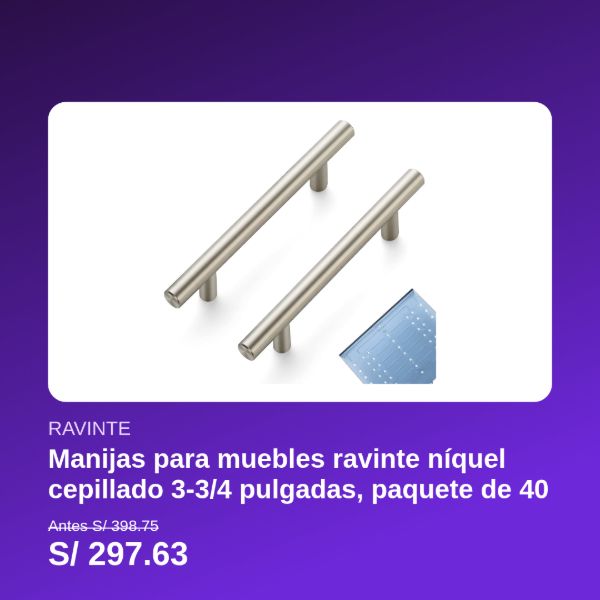 RAVINTE
Manijas para muebles ravinte níquel
cepillado 3-3/4 pulgadas, paquete de 40
Antes S/ 398.75
S/ 297.63